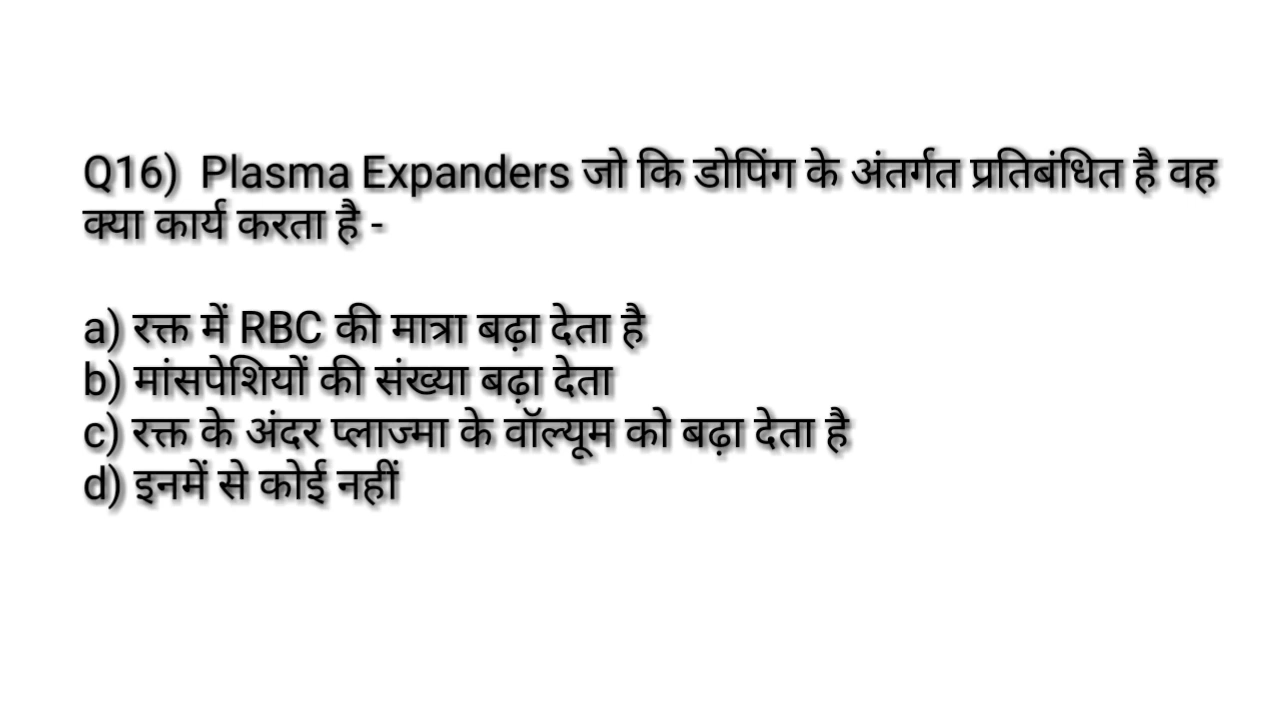 Q16) Plasma Expanders जो कि डोपिंग के अंतर्गत प्रतिबंधित है वह
क्या कार्य करता है -
a) रक्त में RBC की मात्रा बढ़ा देता है
b) मांसपेशियों की संख्या बढ़ा देता
c) रक्त के अंदर प्लाज्मा के वॉल्यूम को बढ़ा देता है
d) इनमें से कोई नहीं